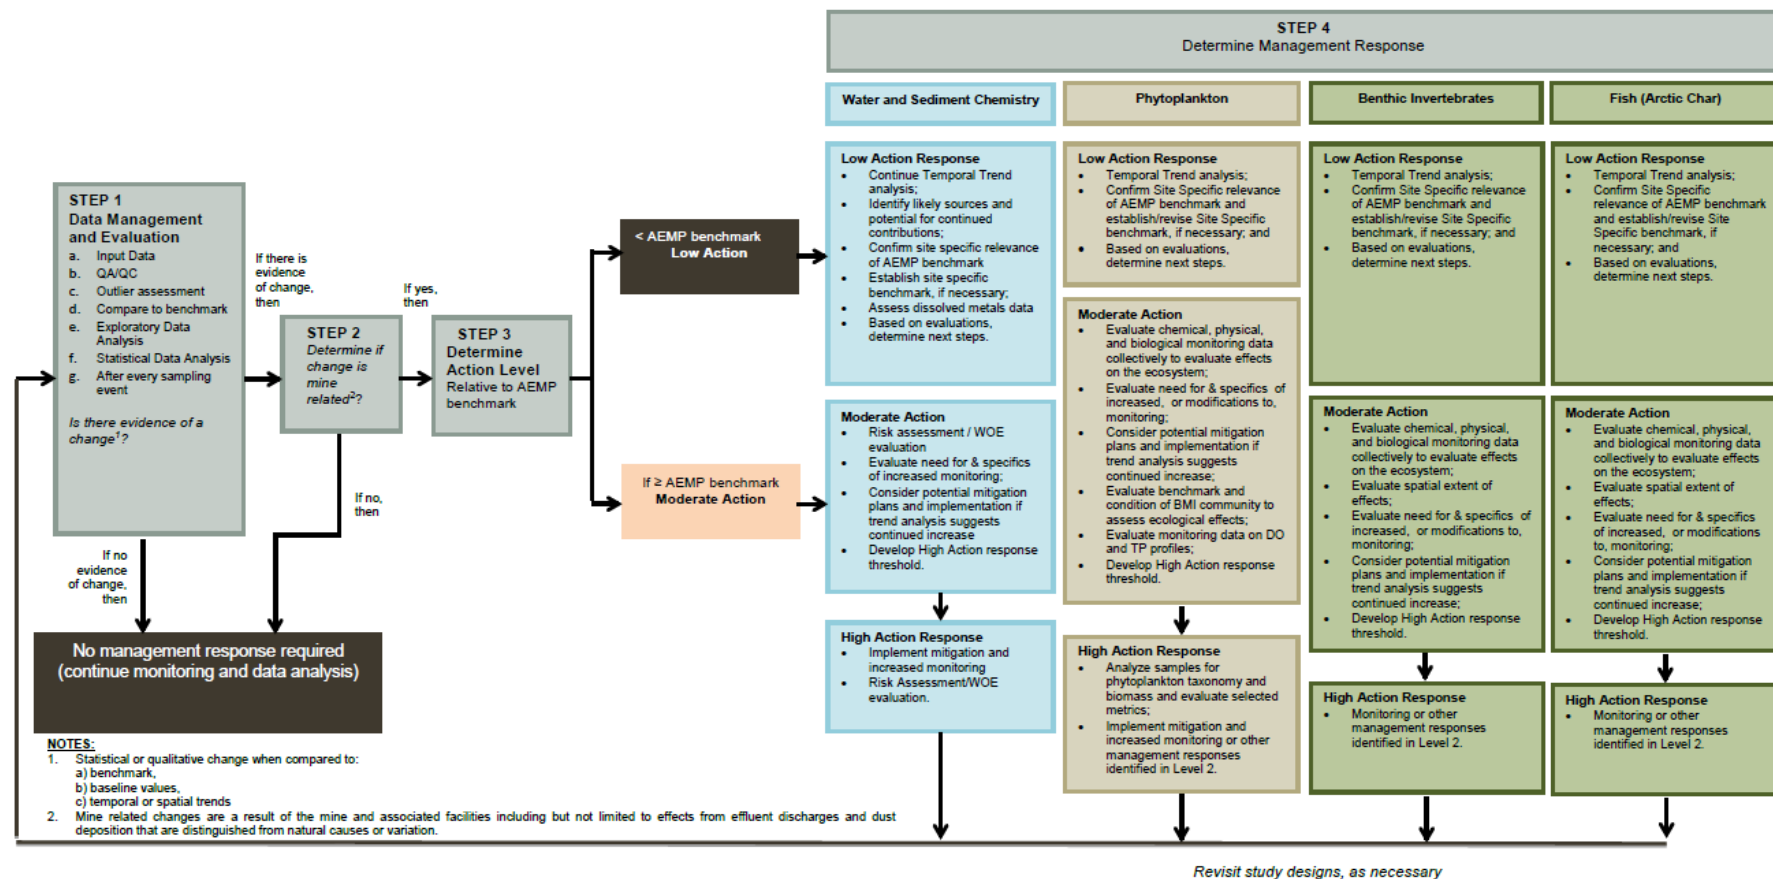 STEP 4
Determine Management Response
Water and Sediment Chemistry
Phytoplankton
Benthic Invertebrates
Fish (Arctic Char)
STEP 1
Data Management
and Evaluation
a. Input Data
b. QA/QC
c. Outlier assessment
d. Compare to benchmark
e. Exploratory Data
Analysis
f. Statistical Data Analysis
g. After every sampling
event
Is there evidence of a
change¹?
If there is
evidence
of change,
then
STEP 2
Determine if
change is
mine
related²?
If yes,
then
STEP 3
Determine
Action Level
Relative to AEMP
benchmark
< AEMP benchmark
Low Action
If ≥ AEMP benchmark
Moderate Action
If no,
then
If no
evidence
of change,
then
No management response required
(continue monitoring and data analysis)
Low Action Response
• Continue Temporal Trend
analysis;
• Identify likely sources and
potential for continued
contributions;
• Confirm site specific relevance
of AEMP benchmark
• Establish site specific
benchmark, if necessary;
• Assess dissolved metals data
• Based on evaluations,
determine next steps.
Moderate Action
• Risk assessment / WOE
evaluation
• Evaluate need for & specifics
of increased monitoring;
• Consider potential mitigation
plans and implementation if
trend analysis suggests
continued increase
• Develop High Action response
threshold.
High Action Response
• Implement mitigation and
increased monitoring
• Risk Assessment/WOE
evaluation.
Low Action Response
• Temporal Trend analysis;
• Confirm Site Specific relevance
of AEMP benchmark and
establish/revise Site Specific
benchmark, if necessary; and
• Based on evaluations,
determine next steps.
Moderate Action
• Evaluate chemical, physical,
and biological monitoring data
collectively to evaluate effects
on the ecosystem;
• Evaluate need for & specifics of
increased, or modifications to,
monitoring;
• Consider potential mitigation
plans and implementation if
trend analysis suggests
continued increase;
• Evaluate benchmark and
condition of BMI community to
assess ecological effects;
• Evaluate monitoring data on DO
and TP profiles;
• Develop High Action response
threshold.
High Action Response
• Analyze samples for
phytoplankton taxonomy and
biomass and evaluate selected
metrics;
• Implement mitigation and
increased monitoring or other
management responses
identified in Level 2.
Low Action Response
• Temporal Trend analysis;
• Confirm Site Specific relevance
of AEMP benchmark and
establish/revise Site Specific
benchmark, if necessary; and
• Based on evaluations,
determine next steps.
Moderate Action
• Evaluate chemical, physical,
and biological monitoring data
collectively to evaluate effects
on the ecosystem;
• Evaluate spatial extent of
effects;
• Evaluate need for & specifics of
increased, or modifications to,
monitoring;
• Consider potential mitigation
plans and implementation if
trend analysis suggests
continued increase;
• Develop High Action response
threshold.
High Action Response
• Monitoring or other
management responses
identified in Level 2.
Low Action Response
• Temporal Trend analysis;
• Confirm Site Specific
relevance of AEMP benchmark
and establish/revise Site
Specific benchmark, if
necessary; and
• Based on evaluations,
determine next steps.
Moderate Action
• Evaluate chemical, physical,
and biological monitoring data
collectively to evaluate effects
on the ecosystem;
• Evaluate spatial extent of
effects;
• Evaluate need for & specifics
of increased, or modifications
to, monitoring;
• Consider potential mitigation
plans and implementation if
trend analysis suggests
continued increase;
• Develop High Action response
threshold.
High Action Response
• Monitoring or other
management responses
identified in Level 2.
NOTES:
1. Statistical or qualitative change when compared to:
a) benchmark,
b) baseline values,
c) temporal or spatial trends
2. Mine related changes are a result of the mine and associated facilities including but not limited to effects from effluent discharges and dust
deposition that are distinguished from natural causes or variation.
Revisit study designs, as necessary